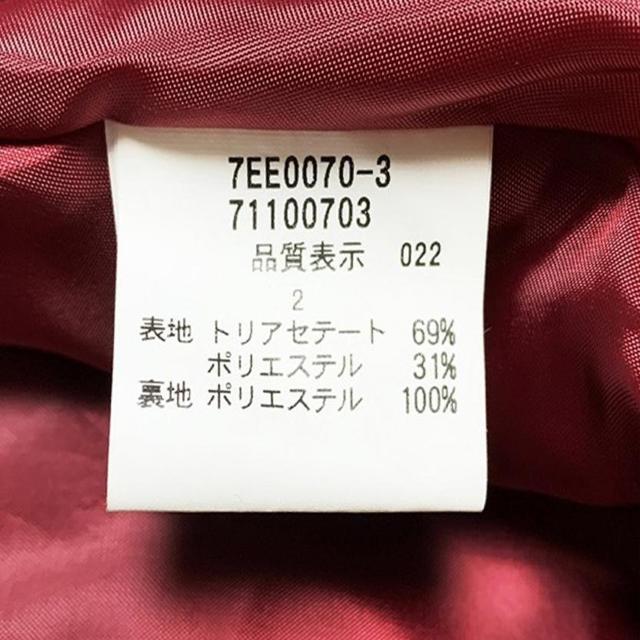 7EE0070-3
71100703
品質表示 022
2
表地 トリアセテート 69%
ポリエステル 31%
裏地 ポリエステル 100%